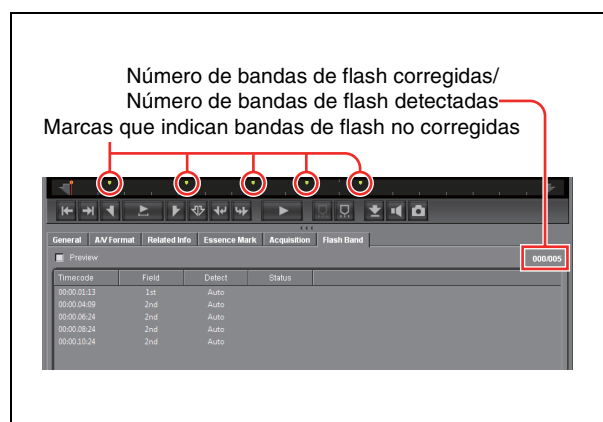 Número de bandas de flash corregidas/
Número de bandas de flash detectadas
Marcas que indican bandas de flash no corregidas
General A/V Format Related Info Essence Mark Acquisition Flash Band
Preview 000/005
Timecode Field Detect Status
00:00:01:13 1st Auto
00:00:04:09 2nd Auto
00:00:06:24 2nd Auto
00:00:08:24 2nd Auto
00:00:10:24 2nd Auto